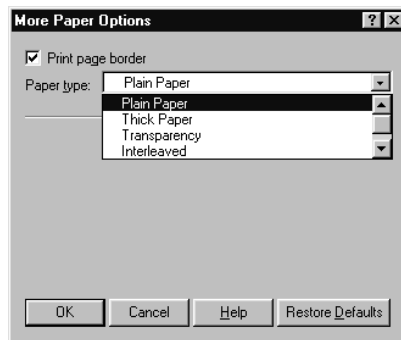 More Paper Options
Print page border
Paper type: Plain Paper
Plain Paper
Thick Paper
Transparency
Interleaved
OK Cancel Help Restore Defaults